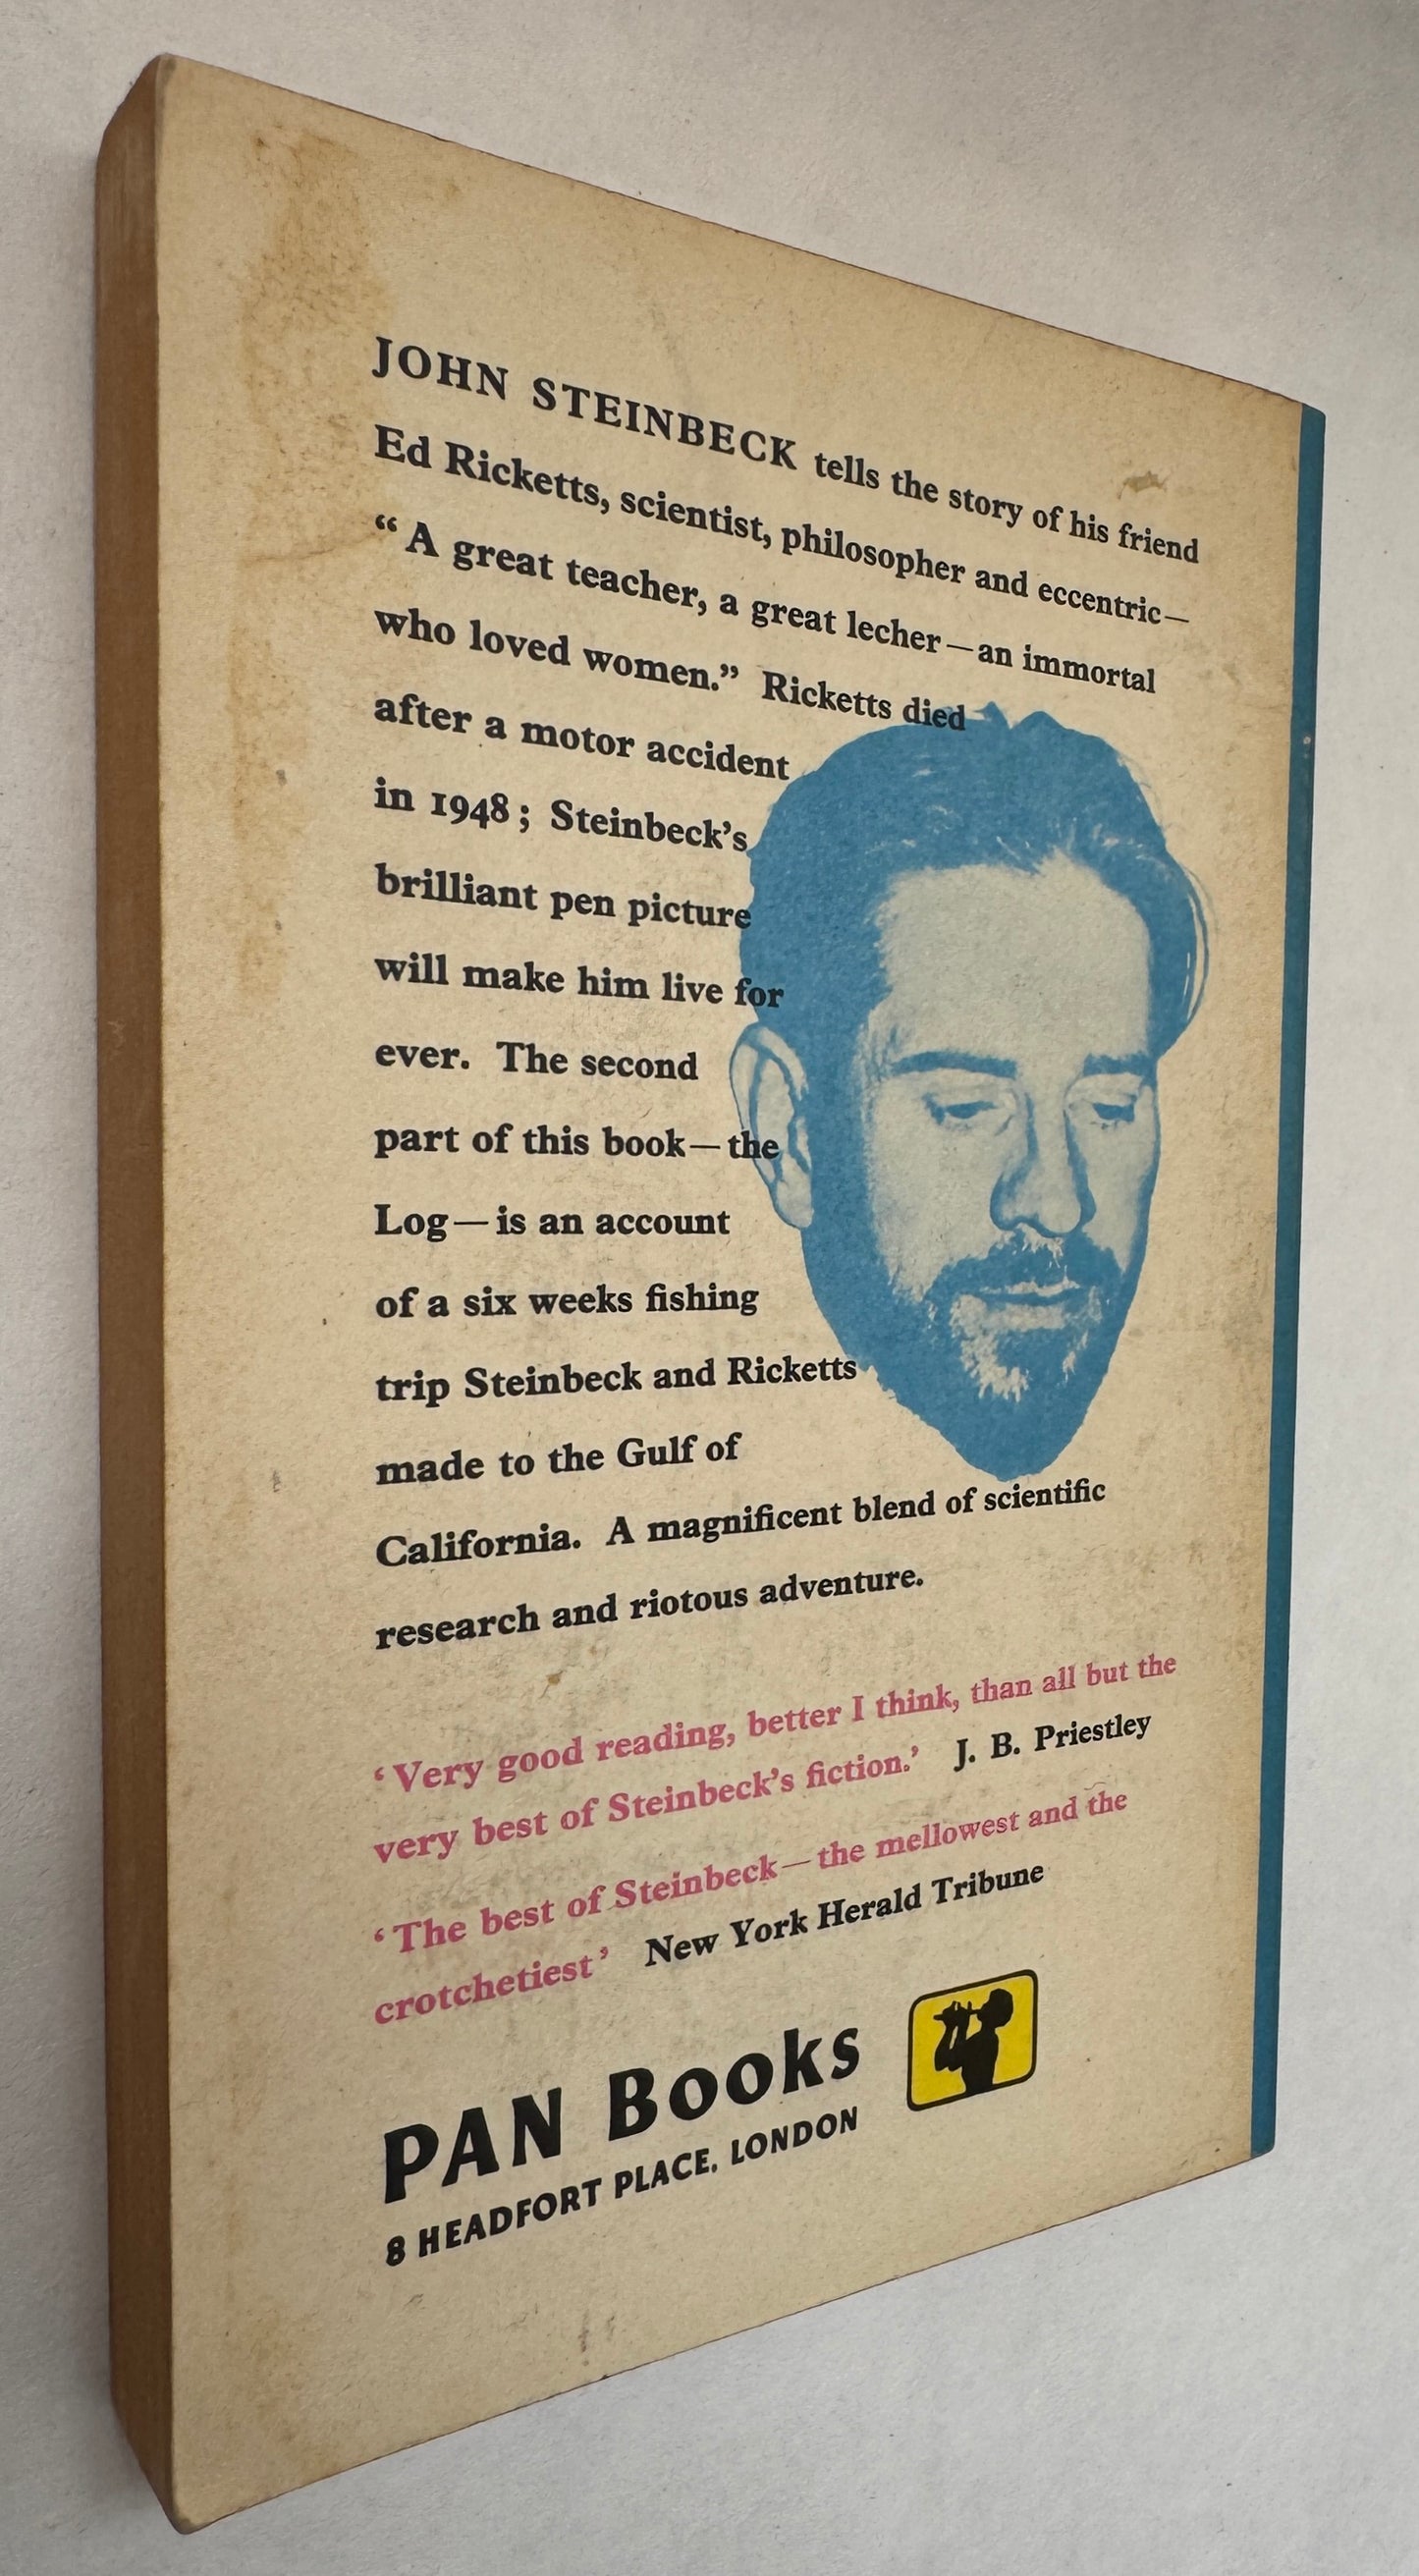 JOHN STEINBECK tells the story of his friend
Ed Ricketts, scientist, philosopher and eccentric—
“A great teacher, a great lecher—an immortal
who loved women.” Ricketts died
after a motor accident
in 1948; Steinbeck’s
brilliant pen picture
will make him live for
ever. The second
part of this book—the
Log—is an account
of a six weeks fishing
trip Steinbeck and Ricketts
made to the Gulf of
California. A magnificent blend of scientific
research and riotous adventure.
‘Very good reading, better I think, than all but the
very best of Steinbeck’s fiction.’ J. B. Priestley
‘The best of Steinbeck—the mellowest and the
crotchetiest’ New York Herald Tribune
PAN Books
8 HEADFORT PLACE, LONDON